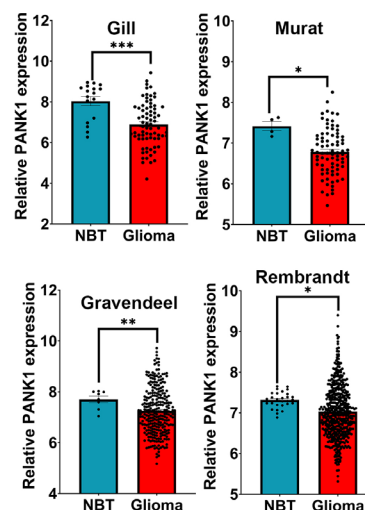 Gill
***
Relative PANK1 expression
12
10
8
6
4
2
NBT Glioma
Murat
*
Relative PANK1 expression
9
8
7
6
5
NBT Glioma
Gravendeel
**
Relative PANK1 expression
12
10
8
6
4
NBT Glioma
Rembrandt
*
Relative PANK1 expression
10
9
8
7
6
5
NBT Glioma